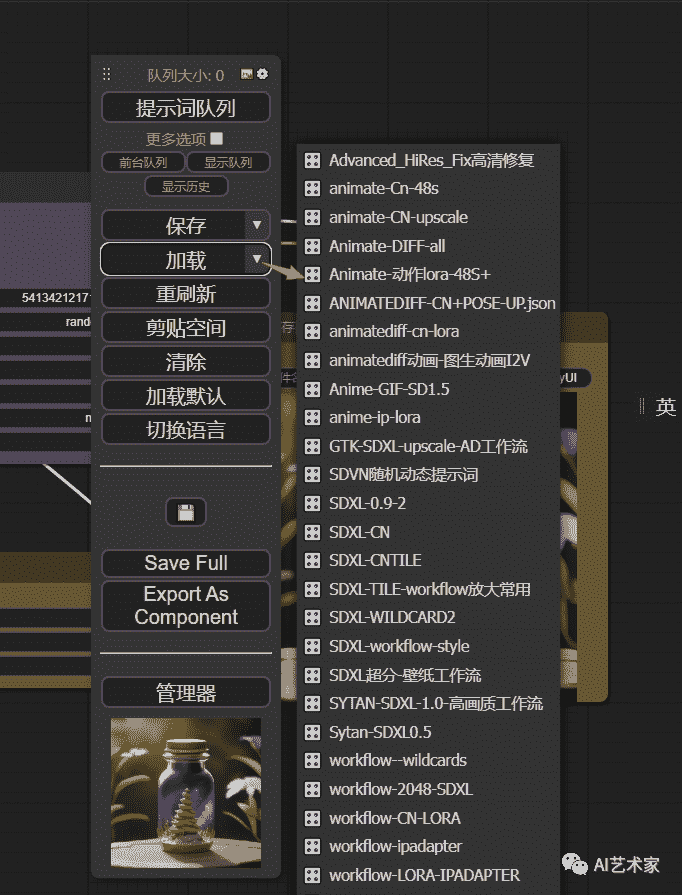 队列大小: 0
提示词队列
更多选项
前台队列
显示队列
显示历史
保存
加载
重刷新
剪贴空间
清除
加载默认
切换语言
Save Full
Export As
Component
管理器
5413421217
rand
Advanced_HiRes_Fix高清修复
animate-Cn-48s
animate-CN-upscale
Animate-DIFF-all
Animate-动作lora-48S+
ANIMATEDIFF-CN+POSE-UP.json
animatediff-cn-lora
animatediff动画-图生动画I2V
Anime-GIF-SD1.5
anime-ip-lora
GTK-SDXL-upscale-AD工作流
SDVN随机动态提示词
SDXL-0.9-2
SDXL-CN
SDXL-CNTILE
SDXL-TILE-workflow放大常用
SDXL-WILDCARD2
SDXL-workflow-style
SDXL超分-壁纸工作流
SYTAN-SDXL-1.0-高画质工作流
Sytan-SDXL0.5
workflow--wildcards
workflow-2048-SDXL
workflow-CN-LORA
workflow-ipadapter
workflow-LORA-IPADAPTER
yUI
英
AI艺术家